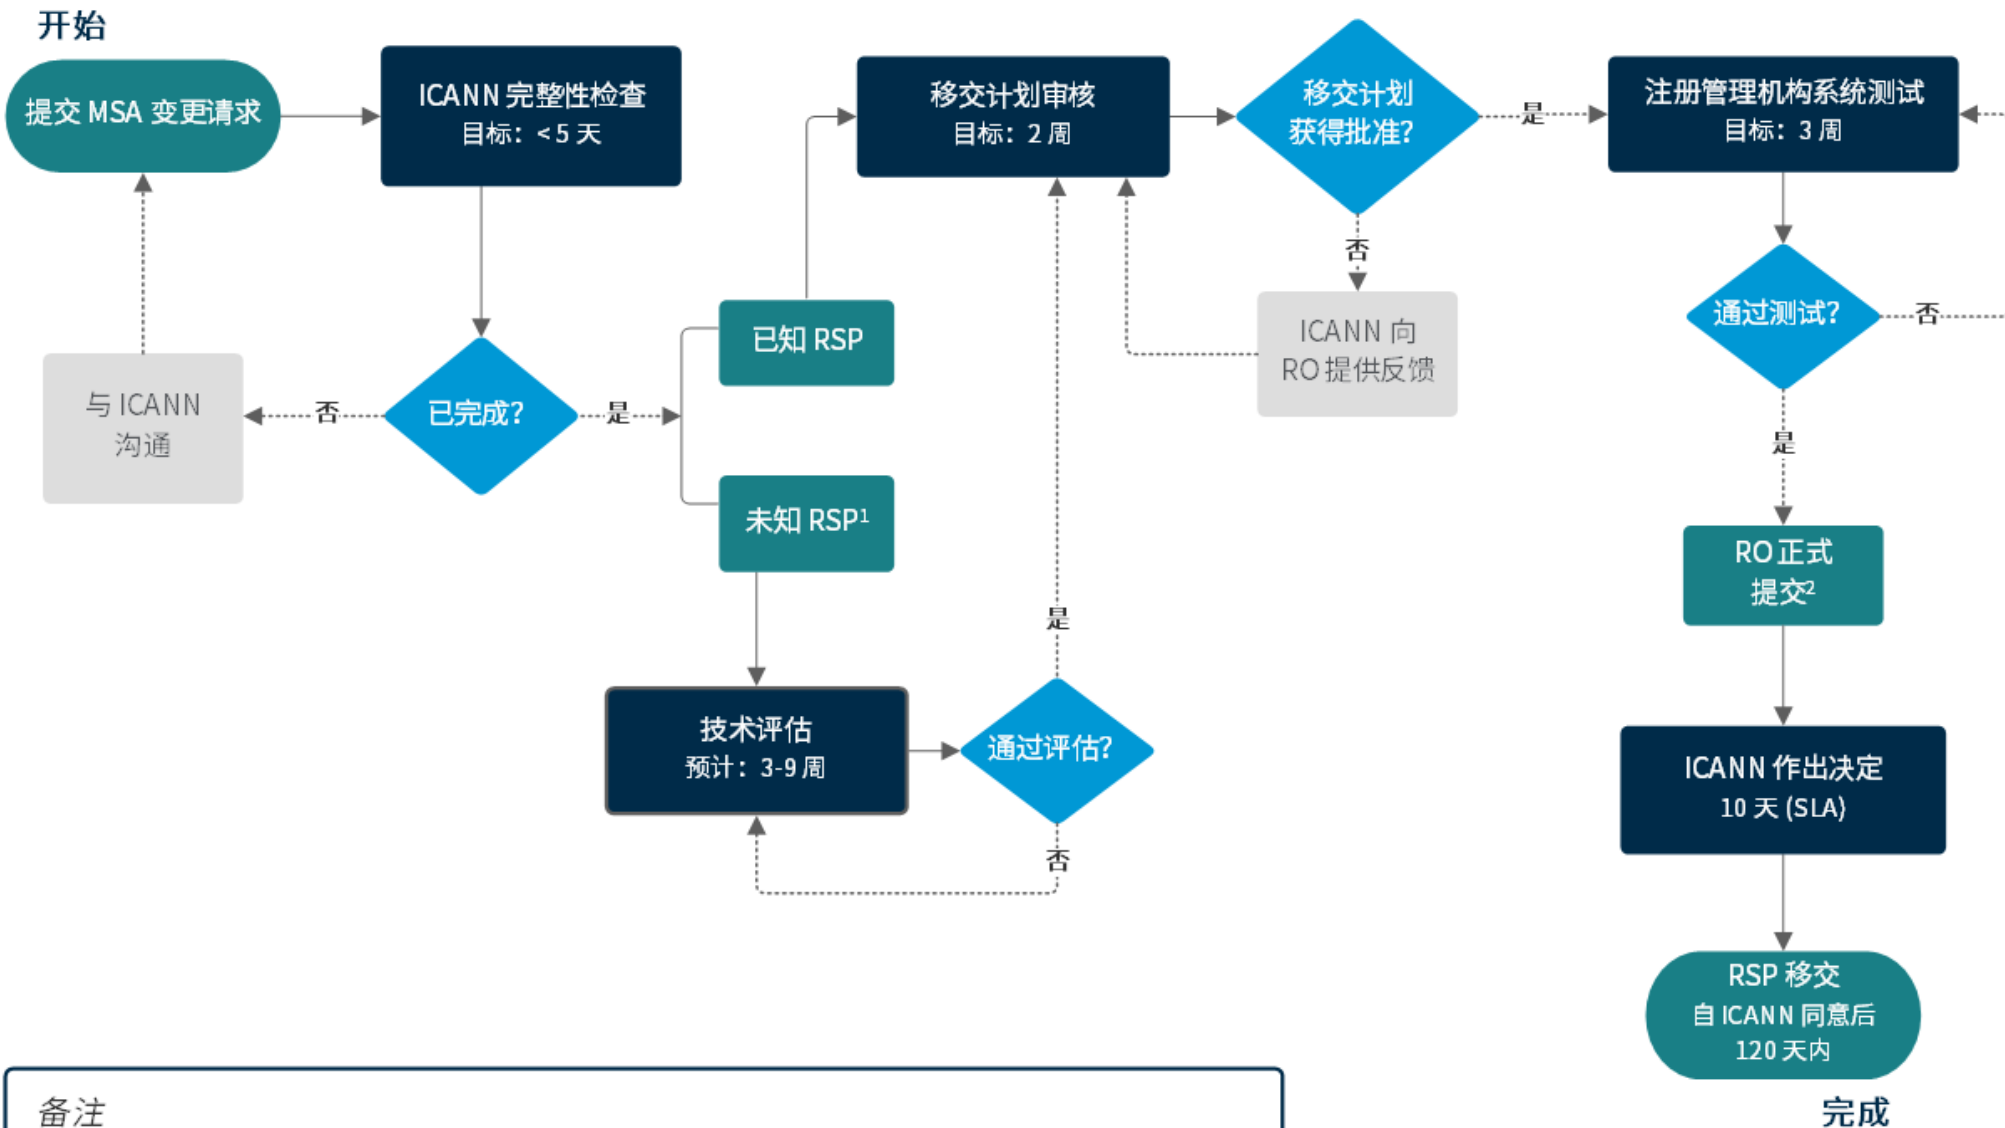 开始
提交 MSA 变更请求
ICANN 完整性检查
目标：< 5 天
已完成？
否
与 ICANN
沟通
是
已知 RSP
未知 RSP¹
技术评估
预计：3-9 周
通过评估？
否
是
移交计划审核
目标：2 周
移交计划
获得批准？
否
ICANN 向
RO 提供反馈
是
注册管理机构系统测试
目标：3 周
通过测试？
否
是
RO 正式
提交²
ICANN 作出决定
10 天 (SLA)
RSP 移交
自 ICANN 同意后
120 天内
完成
备注